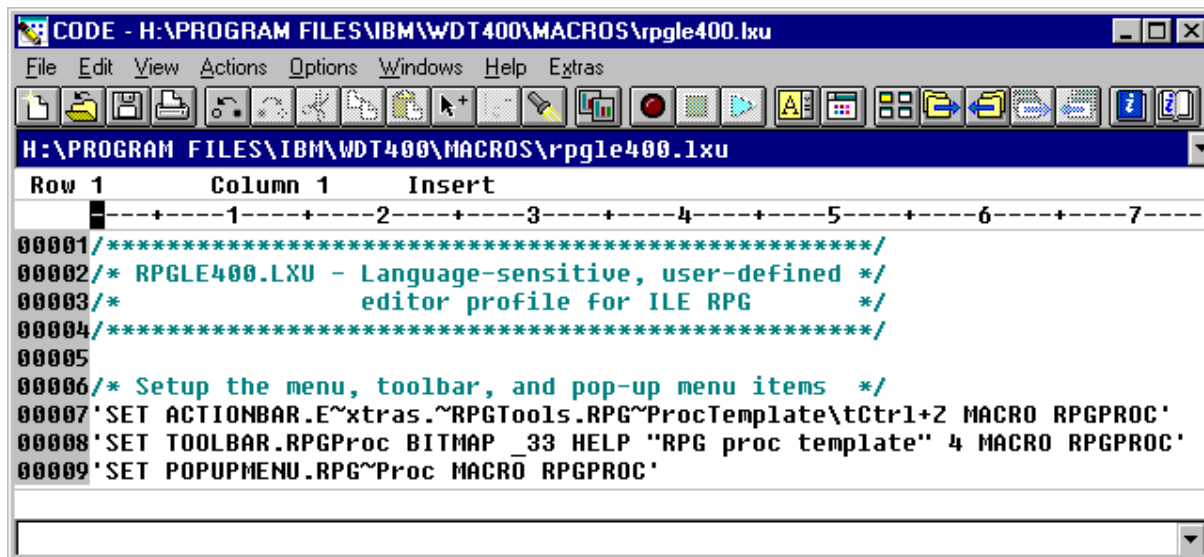 CODE - H:\PROGRAM FILES\IBM\WDT400\MACROS\rpgle400.lxu
File Edit View Actions Options Windows Help Extras
H:\PROGRAM FILES\IBM\WDT400\MACROS\rpgle400.lxu
Row 1 Column 1 Insert
----+----1----+----2----+----3----+----4----+----5----+----6----+----7----
00001/***************************************************/
00002/* RPGLE400.LXU - Language-sensitive, user-defined */
00003/*                editor profile for ILE RPG       */
00004/***************************************************/
00005
00006/* Setup the menu, toolbar, and pop-up menu items  */
00007'SET ACTIONBAR.E~xtras.~RPGTools.RPG~ProcTemplate\tCtrl+Z MACRO RPGPROC'
00008'SET TOOLBAR.RPGProc BITMAP _33 HELP "RPG proc template" 4 MACRO RPGPROC'
00009'SET POPUPMENU.RPG~Proc MACRO RPGPROC'